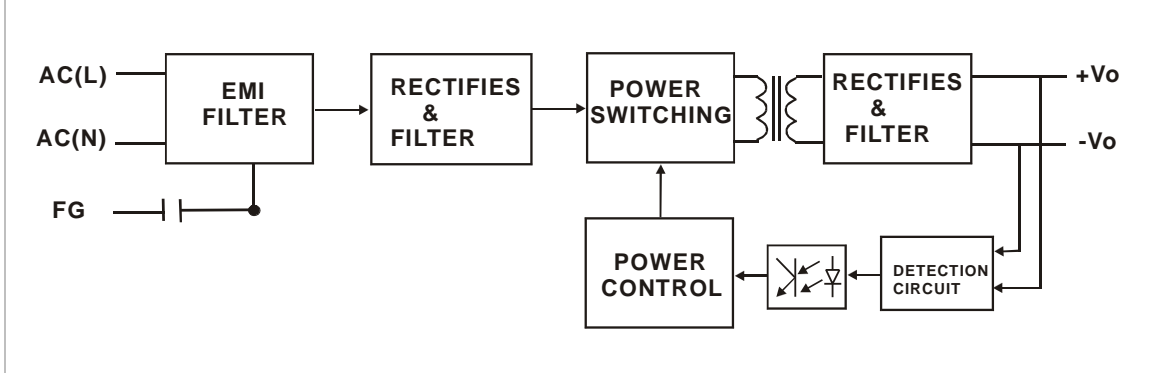 AC(L)
AC(N)
FG
EMI
FILTER
RECTIFIES
&
FILTER
POWER
SWITCHING
RECTIFIES
&
FILTER
+Vo
-Vo
POWER
CONTROL
DETECTION
CIRCUIT